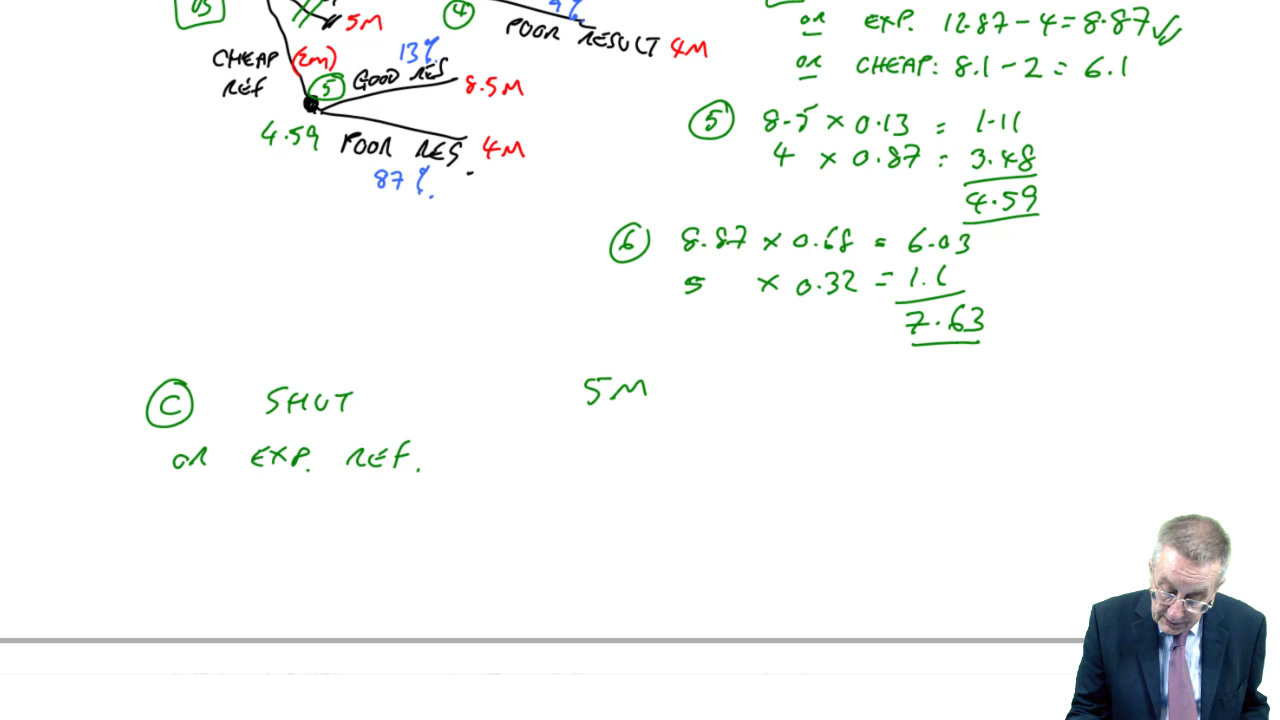 D3
5M
4
9%
POOR RESULT 4M
CHEAP (2m)
REF
13%
5 GOOD RES 8.5M
4.59 POOR RES. 4M
87%.
OR EXP. 12.87 - 4 = 8.87 ✓✓
OR CHEAP: 8.1 - 2 = 6.1
5 8.5 x 0.13 = 1.11
4 x 0.87 = 3.48
4.59
6 8.87 x 0.68 = 6.03
5 x 0.32 = 1.6
7.63
C SHUT 5M
OR EXP. REF.